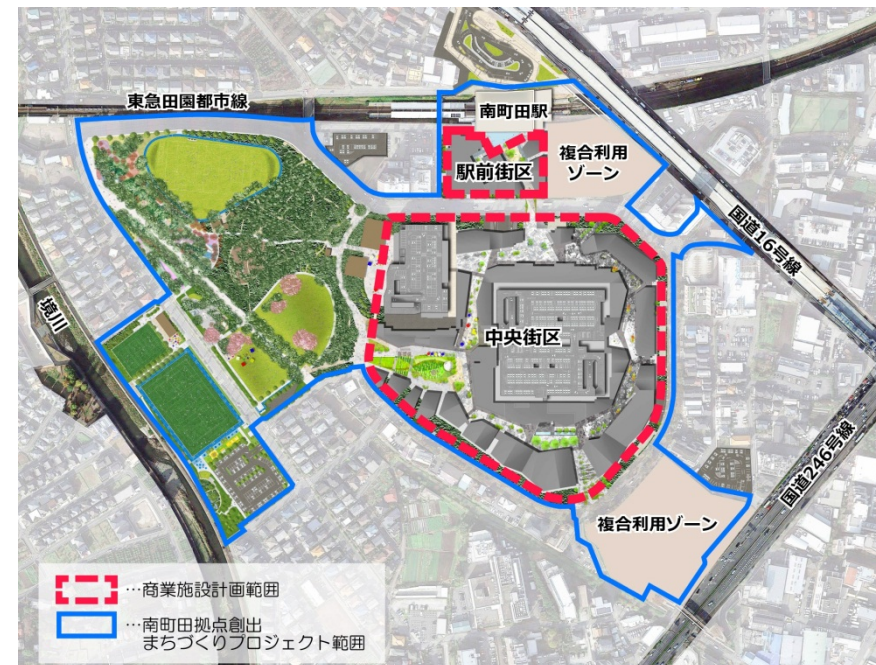 東急田園都市線
南町田駅
駅前街区
複合利用
ゾーン
国道16号線
境川
中央街区
国道246号線
複合利用ゾーン
…商業施設計画範囲
…南町田拠点創出
まちづくりプロジェクト範囲